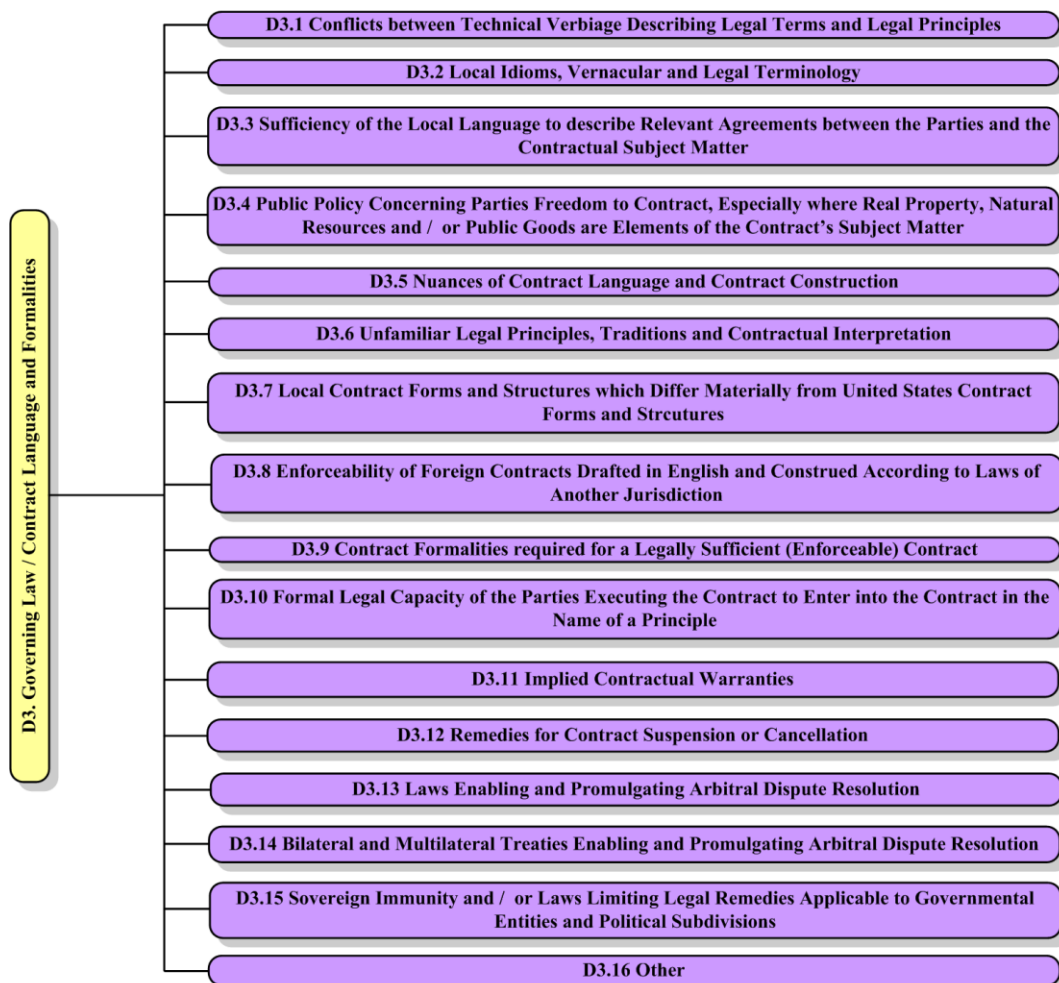 D3. Governing Law / Contract Language and Formalities
D3.1 Conflicts between Technical Verbiage Describing Legal Terms and Legal Principles
D3.2 Local Idioms, Vernacular and Legal Terminology
D3.3 Sufficiency of the Local Language to describe Relevant Agreements between the Parties and the
Contractual Subject Matter
D3.4 Public Policy Concerning Parties Freedom to Contract, Especially where Real Property, Natural
Resources and / or Public Goods are Elements of the Contract's Subject Matter
D3.5 Nuances of Contract Language and Contract Construction
D3.6 Unfamiliar Legal Principles, Traditions and Contractual Interpretation
D3.7 Local Contract Forms and Structures which Differ Materially from United States Contract
Forms and Strcutures
D3.8 Enforceability of Foreign Contracts Drafted in English and Construed According to Laws of
Another Jurisdiction
D3.9 Contract Formalities required for a Legally Sufficient (Enforceable) Contract
D3.10 Formal Legal Capacity of the Parties Executing the Contract to Enter into the Contract in the
Name of a Principle
D3.11 Implied Contractual Warranties
D3.12 Remedies for Contract Suspension or Cancellation
D3.13 Laws Enabling and Promulgating Arbitral Dispute Resolution
D3.14 Bilateral and Multilateral Treaties Enabling and Promulgating Arbitral Dispute Resolution
D3.15 Sovereign Immunity and / or Laws Limiting Legal Remedies Applicable to Governmental
Entities and Political Subdivisions
D3.16 Other